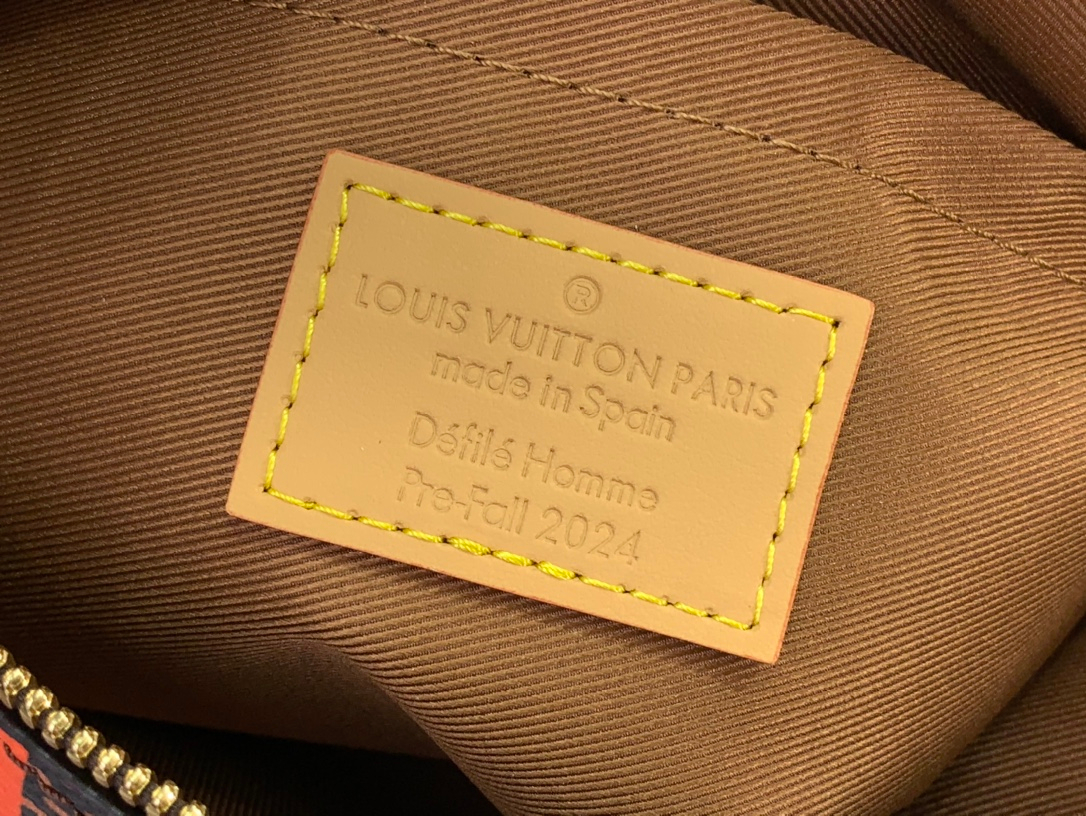 ®
LOUIS VUITTON PARIS
made in Spain
Défilé Homme
Pre-Fall 2024